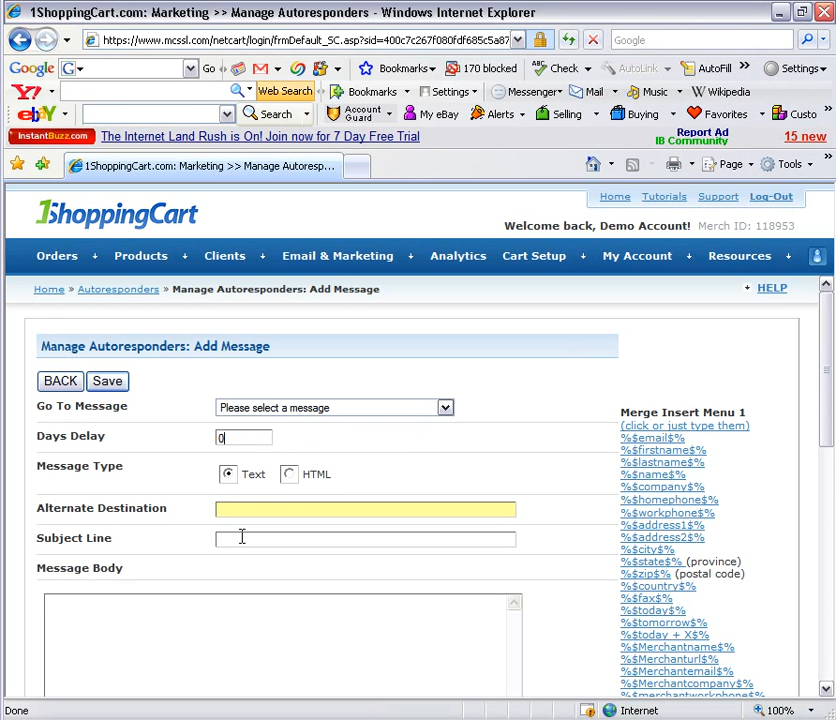 1ShoppingCart.com: Marketing >> Manage Autoresponders - Windows Internet Explorer
https://www.mcssl.com/netcart/login/frmDefault_SC.asp?sid=400c7c267f080fdf685c5a87
Google
Google G Go Bookmarks 170 blocked Check AutoLink AutoFill Settings
Y! Web Search Bookmarks Settings Messenger Mail Music Wikipedia
eBY Search Account Guard My eBay Alerts Selling Buying Favorites Custo
InstantBuzz.com The Internet Land Rush is On! Join now for 7 Day Free Trial Report Ad IB Community 15 new
1ShoppingCart.com: Marketing >> Manage Autoresp... Page Tools
Home Tutorials Support Log-Out
1ShoppingCart
Welcome back, Demo Account! Merch ID: 118953
Orders Products Clients Email & Marketing Analytics Cart Setup My Account Resources
Home » Autoresponders » Manage Autoresponders: Add Message HELP
Manage Autoresponders: Add Message
BACK Save
Go To Message Please select a message
Days Delay 0
Message Type Text HTML
Alternate Destination
Subject Line
Message Body
Merge Insert Menu 1
(click or just type them)
%$email$%
%$firstname$%
%$lastname$%
%$name$%
%$company$%
%$homephone$%
%$workphone$%
%$address1$%
%$address2$%
%$city$%
%$state$% (province)
%$zip$% (postal code)
%$country$%
%$fax$%
%$today$%
%$tomorrow$%
%$today + X$%
%$Merchantname$%
%$Merchanturl$%
%$Merchantemail$%
%$Merchantcompany$%
%$merchantworkphone$%
Done Internet 100%